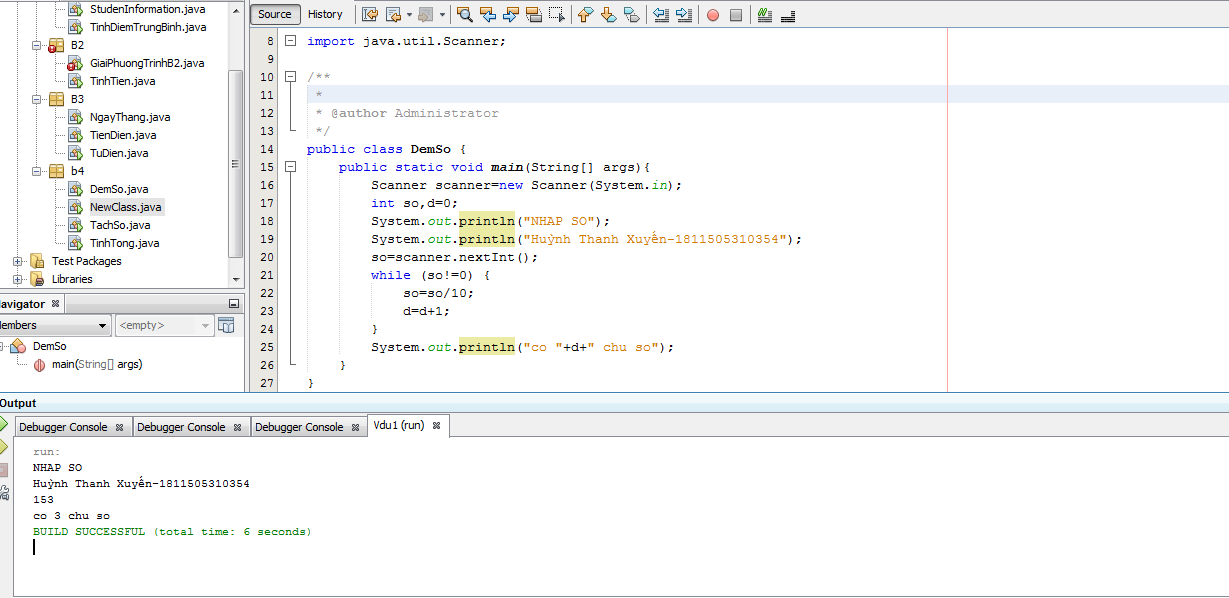 StudenInformation.java
TinhDiemTrungBinh.java
B2
GiaiPhuongTrinhB2.java
TinhTien.java
B3
NgayThang.java
TienDien.java
TuDien.java
b4
DemSo.java
NewClass.java
TachSo.java
TinhTong.java
Test Packages
Libraries
avigator
embers
<empty>
DemSo
main(String[] args)
Source History
8 import java.util.Scanner;
9
10 /**
11 *
12 * @author Administrator
13 */
14 public class DemSo {
15 public static void main(String[] args){
16 Scanner scanner=new Scanner(System.in);
17 int so,d=0;
18 System.out.println("NHAP SO");
19 System.out.println("Huỳnh Thanh Xuyến-1811505310354");
20 so=scanner.nextInt();
21 while (so!=0) {
22 so=so/10;
23 d=d+1;
24 }
25 System.out.println("co "+d+" chu so");
26 }
27 }
Output
Debugger Console Debugger Console Debugger Console Vdu1 (run)
run:
NHAP SO
Huỳnh Thanh Xuyến-1811505310354
153
co 3 chu so
BUILD SUCCESSFUL (total time: 6 seconds)